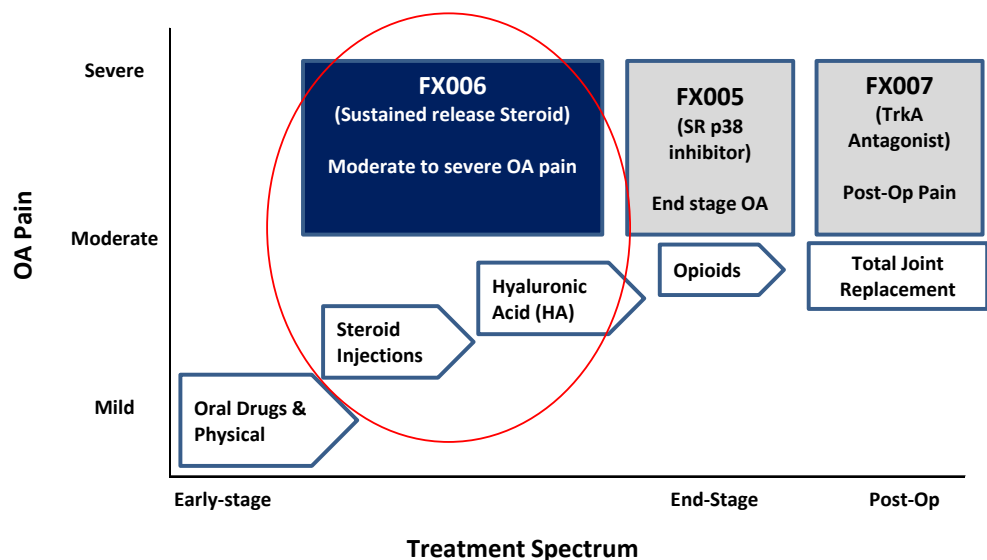 Severe
FX006
(Sustained release Steroid)
Moderate to severe OA pain
FX005
(SR p38
inhibitor)
End stage OA
FX007
(TrkA
Antagonist)
Post-Op Pain
OA Pain
Moderate
Opioids
Total Joint
Replacement
Hyaluronic
Acid (HA)
Steroid
Injections
Mild
Oral Drugs &
Physical
Early-stage
End-Stage
Post-Op
Treatment Spectrum